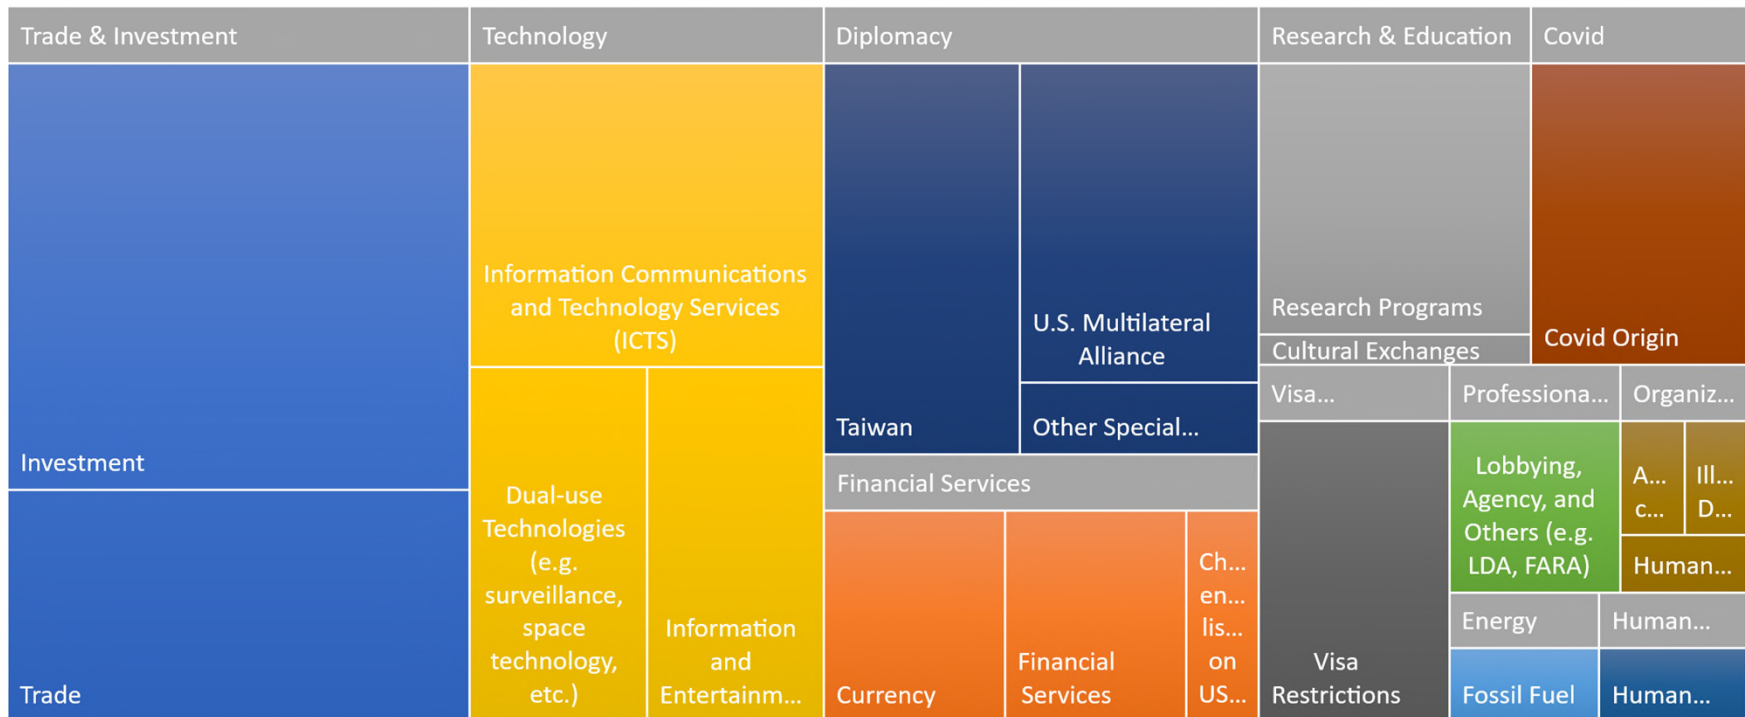 Trade & Investment
Investment
Trade
Technology
Information Communications
and Technology Services
(ICTS)
Dual-use
Technologies
(e.g.
surveillance,
space
technology,
etc.)
Information
and
Entertainm...
Diplomacy
Taiwan
U.S. Multilateral
Alliance
Other Special...
Financial Services
Currency
Financial
Services
Ch...
en...
lis...
on
US...
Research & Education
Research Programs
Cultural Exchanges
Covid
Covid Origin
Visa...
Visa
Restrictions
Professiona...
Lobbying,
Agency, and
Others (e.g.
LDA, FARA)
Organiz...
A...
c...
Ill...
D...
Human...
Energy
Fossil Fuel
Human...
Human...